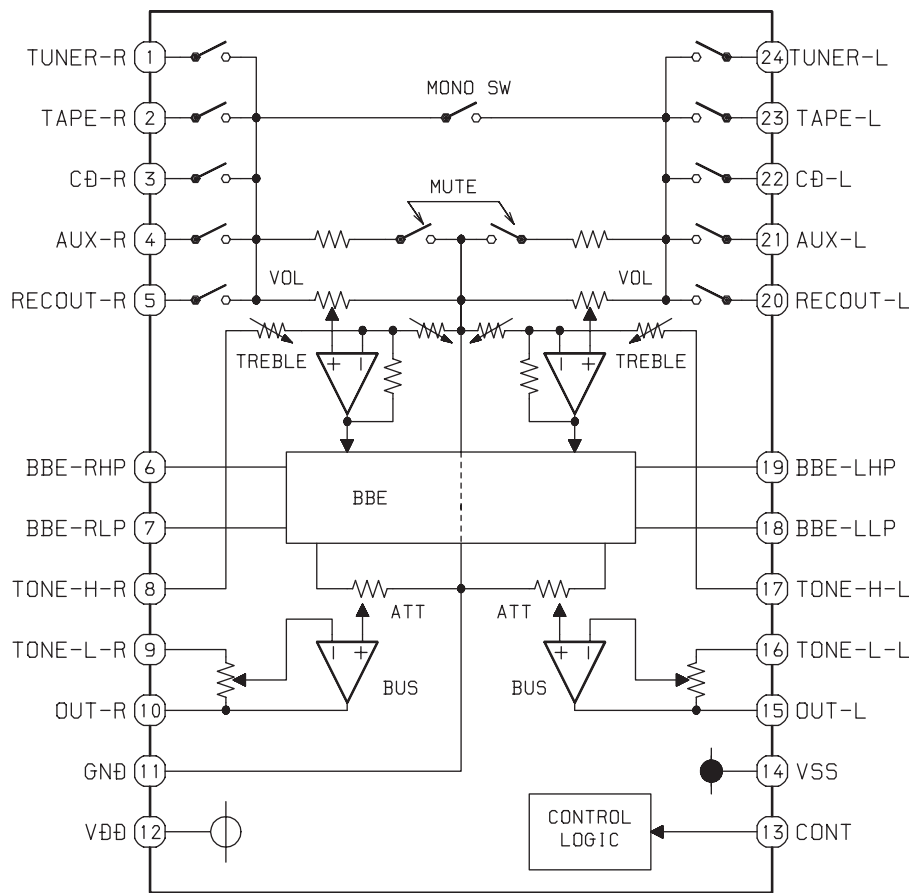 TUNER-R 1
24 TUNER-L
MONO SW
TAPE-R 2
23 TAPE-L
CD-R 3
22 CD-L
MUTE
AUX-R 4
21 AUX-L
VOL
VOL
RECOUT-R 5
20 RECOUT-L
TREBLE
+
+
TREBLE
BBE-RHP 6
19 BBE-LHP
BBE
BBE-RLP 7
18 BBE-LLP
TONE-H-R 8
17 TONE-H-L
ATT
ATT
TONE-L-R 9
+
+
16 TONE-L-L
BUS
BUS
OUT-R 10
15 OUT-L
GND 11
14 VSS
VDD 12
CONTROL
LOGIC
13 CONT